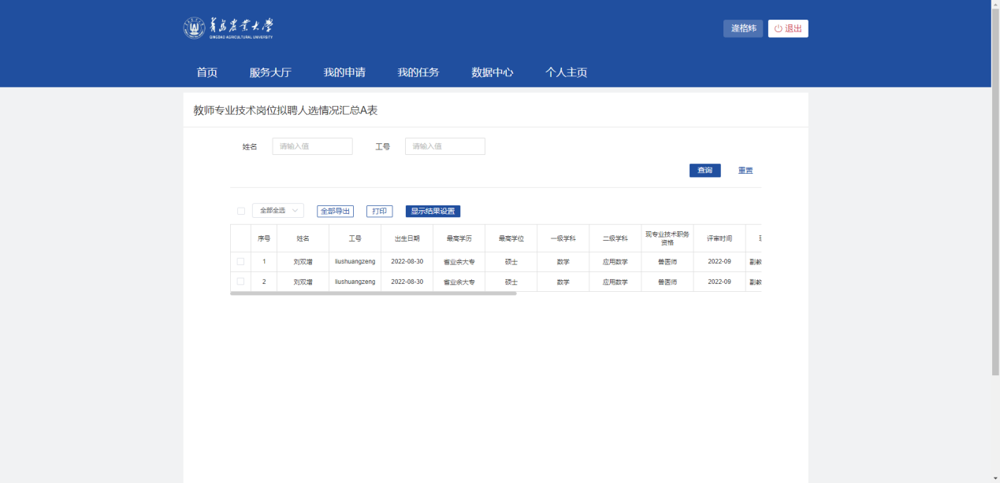 青岛农业大学
QINGDAO AGRICULTURAL UNIVERSITY
逄格炜 退出
首页 服务大厅 我的申请 我的任务 数据中心 个人主页
教师专业技术岗位拟聘人选情况汇总A表
姓名 请输入值 工号 请输入值
查询 重置
全部全选 全部导出 打印 显示结果设置
序号 姓名 工号 出生日期 最高学历 最高学位 一级学科 二级学科 现专业技术职务资格 评审时间
1 刘双增 liushuangzeng 2022-08-30 省业余大专 硕士 数学 应用数学 兽医师 2022-09 副教
2 刘双增 liushuangzeng 2022-08-30 省业余大专 硕士 数学 应用数学 兽医师 2022-09 副教